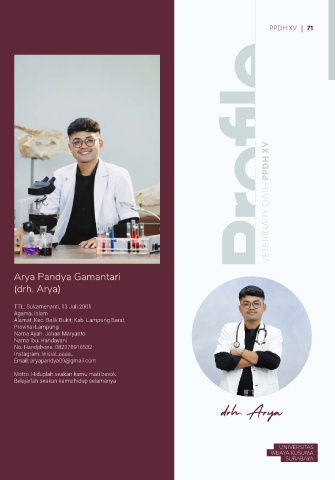 PPDH XV | 71
Profile
VETERINARY OATH PPDH XV
Arya Pandya Gamantari
(drh. Arya)
TTL: Sukamenanti, 13 Juli 2001
Agama: Islam
Alamat: Kec. Balik Bukit, Kab. Lampung Barat,
Provinsi Lampung
Nama Ayah: Johan Maryanto
Nama Ibu: Handayani
No. Handphone: 082278916532
Instagram:
Email: aryapandya00@gmail.com
Motto: Hiduplah seakan kamu mati besok.
Belajarlah seakan kamu hidup selamanya
drh. Arya
UNIVERSITAS
WIJAYA KUSUMA
SURABAYA